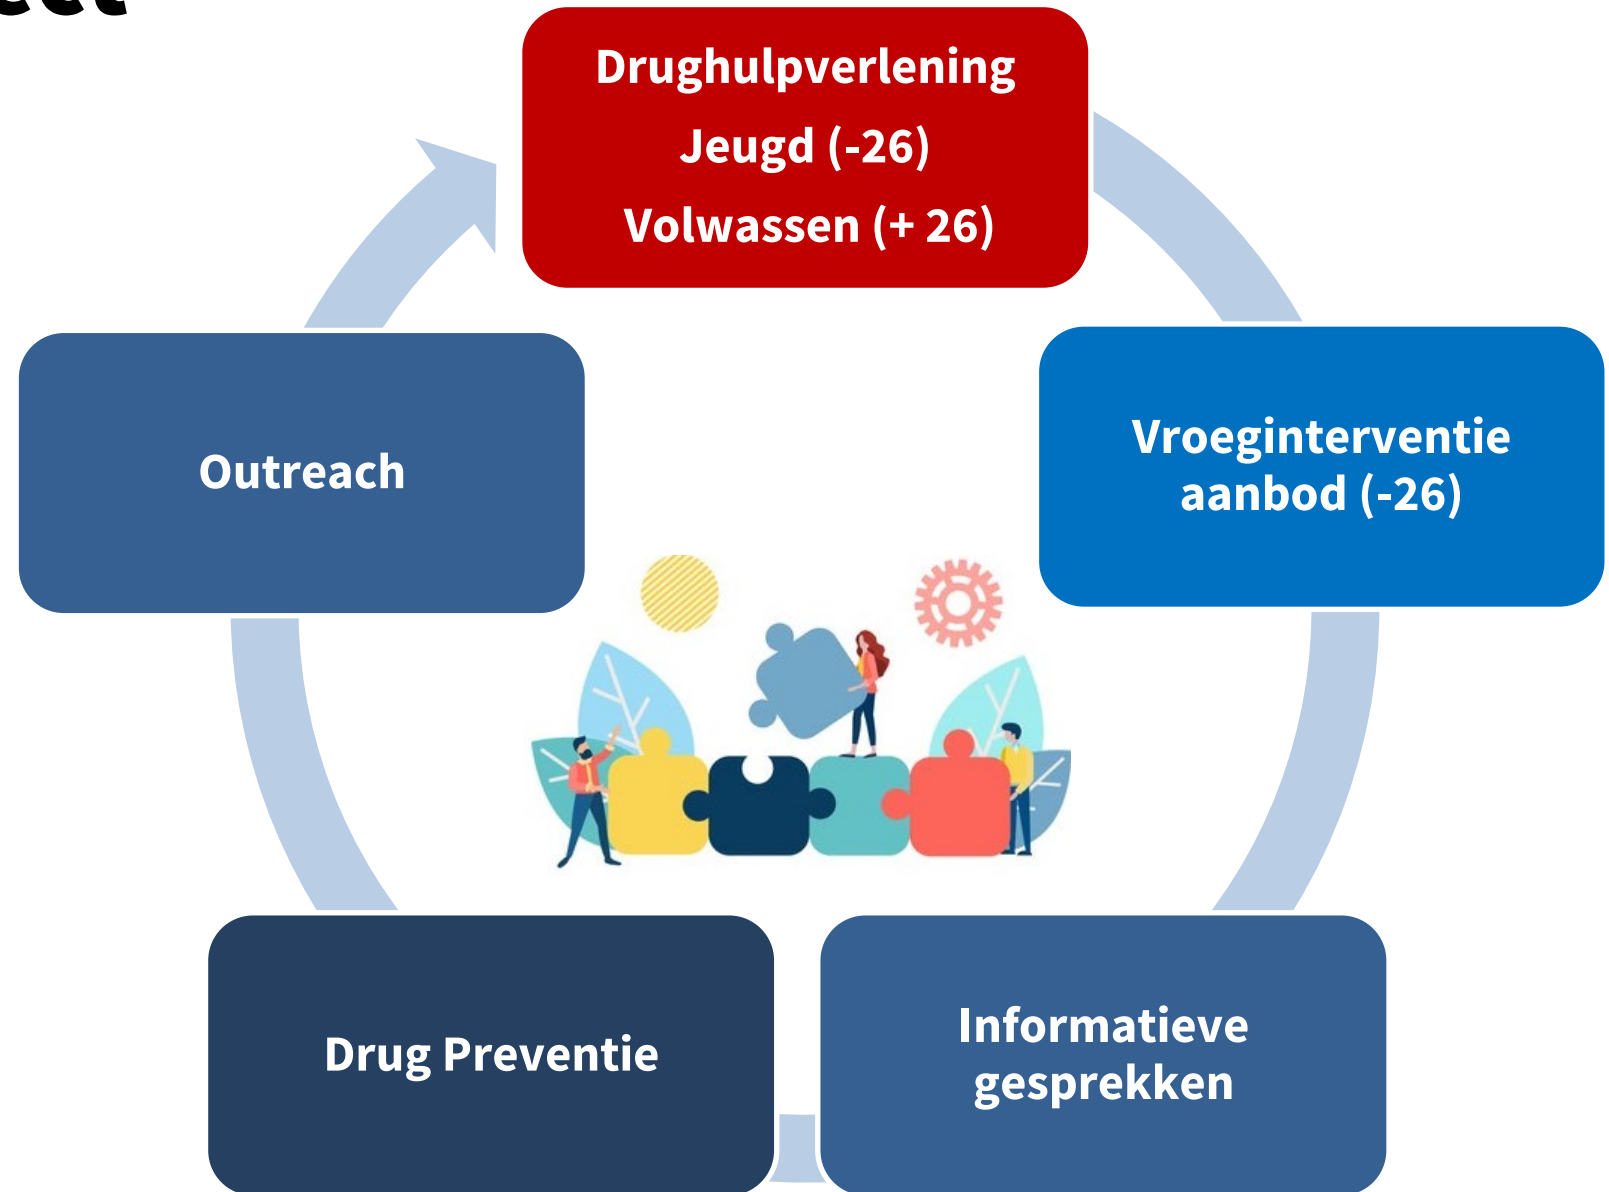 Drughulpverlening
Jeugd (-26)
Volwassen (+ 26)
Vroeginterventie
aanbod (-26)
Outreach
Informatieve
gesprekken
Drug Preventie